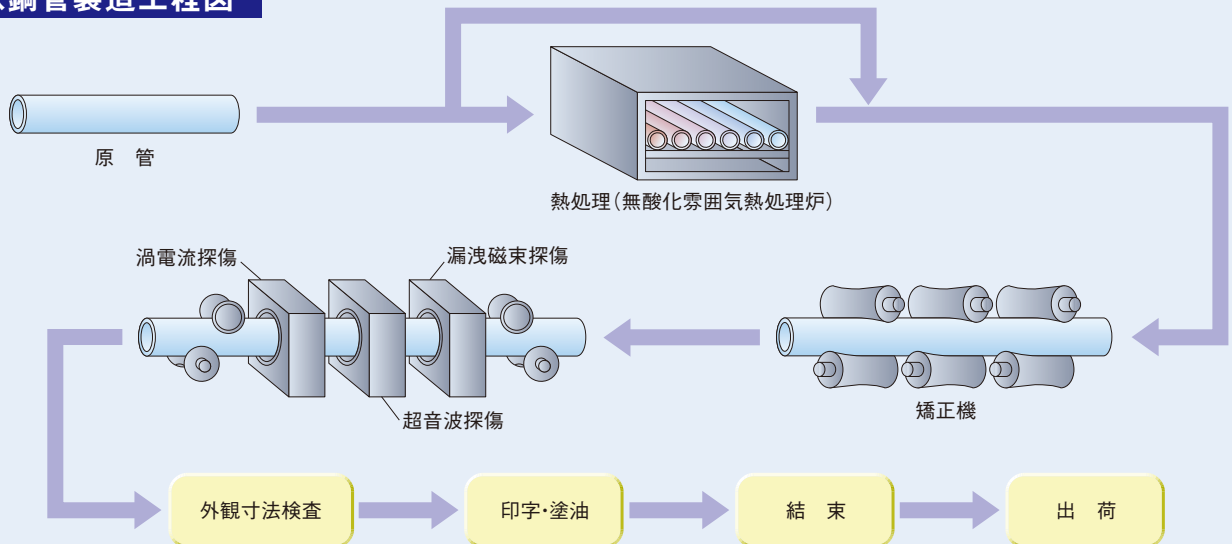 鋼管製造工程図
原 管
熱処理(無酸化雰囲気熱処理炉)
渦電流探傷
漏洩磁束探傷
超音波探傷
矯正機
外観寸法検査
印字・塗油
結 束
出 荷